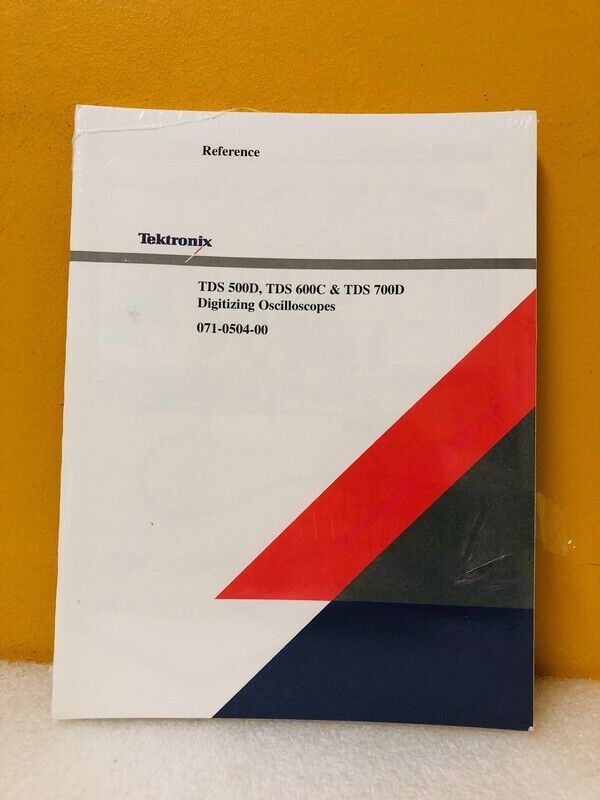 Reference
Tektronix
TDS 500D, TDS 600C & TDS 700D
Digitizing Oscilloscopes
071-0504-00